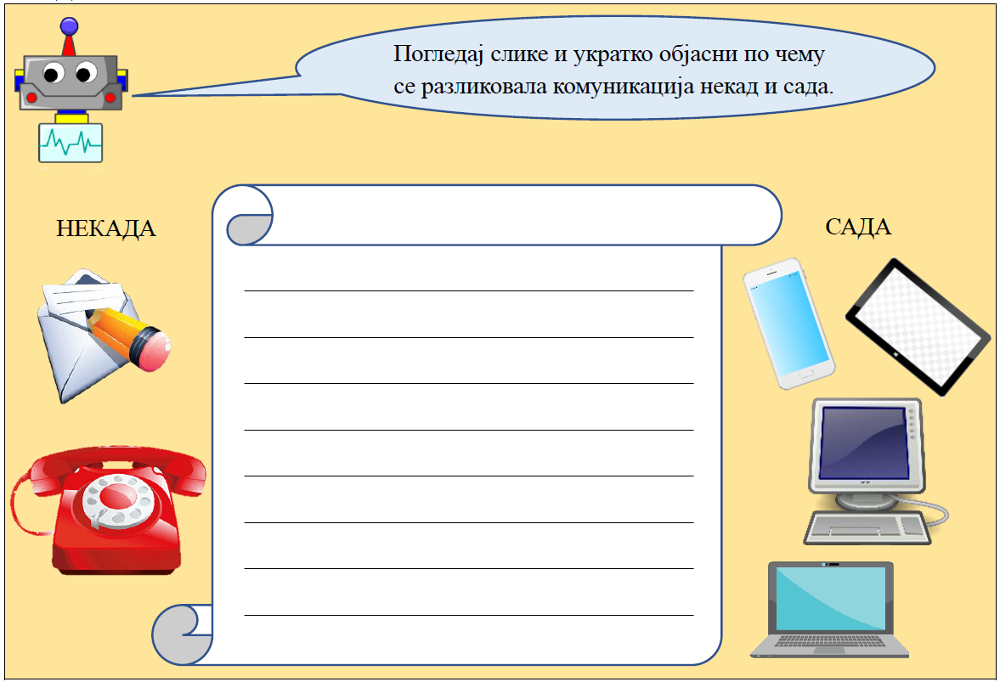 Погледај слике и укратко објасни по чему
се разликовала комуникација некад и сада.
НЕКАДА
САДА